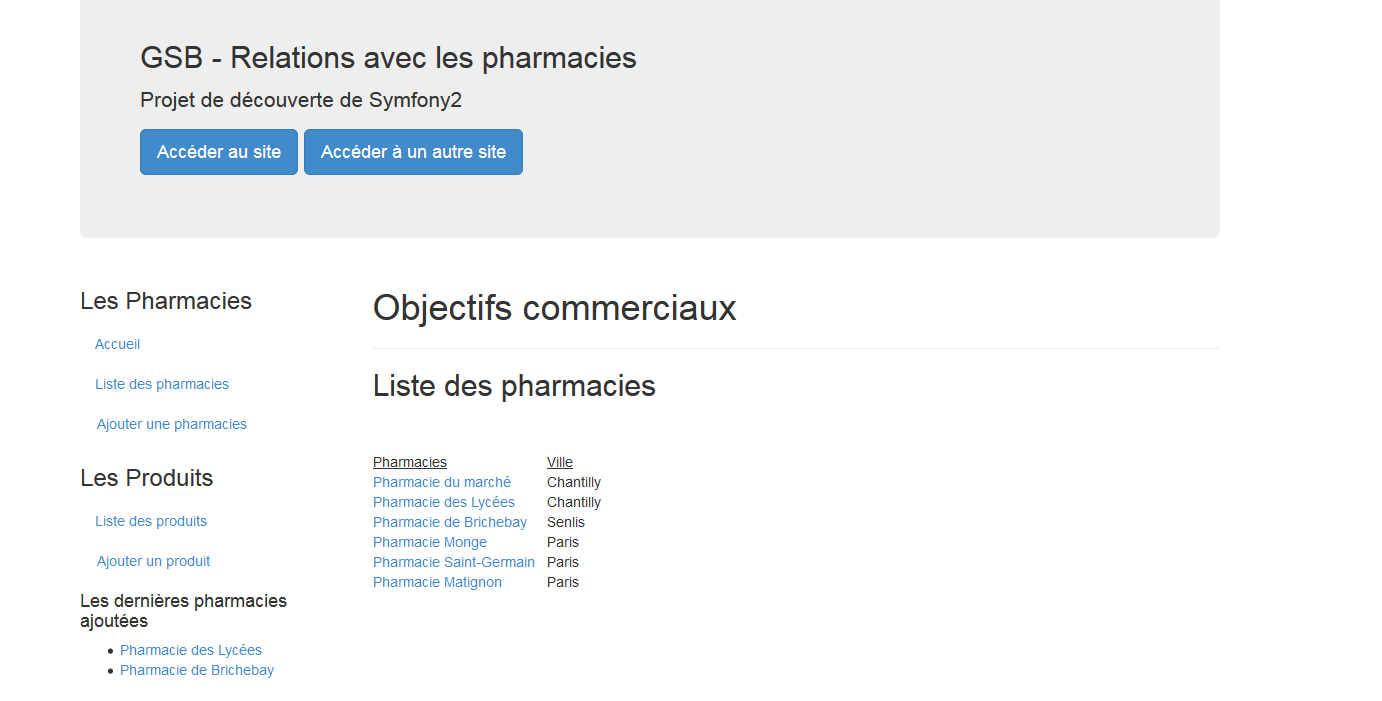 GSB - Relations avec les pharmacies
Projet de découverte de Symfony2
Accéder au site
Accéder à un autre site
Les Pharmacies
Accueil
Liste des pharmacies
Ajouter une pharmacies
Les Produits
Liste des produits
Ajouter un produit
Les dernières pharmacies
ajoutées
Pharmacie des Lycées
Pharmacie de Brichebay
Objectifs commerciaux
Liste des pharmacies
Pharmacies Ville
Pharmacie du marché Chantilly
Pharmacie des Lycées Chantilly
Pharmacie de Brichebay Senlis
Pharmacie Monge Paris
Pharmacie Saint-Germain Paris
Pharmacie Matignon Paris